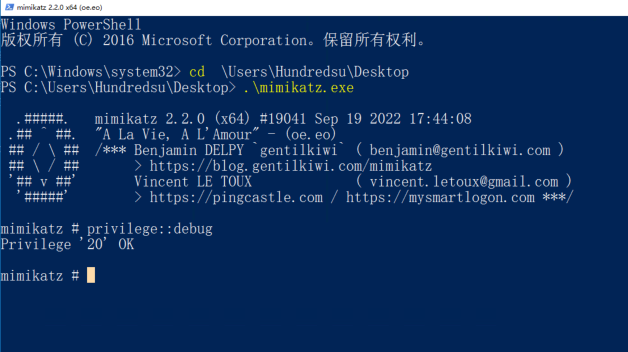 mimikatz 2.2.0 x64 (oe.eo)
Windows PowerShell
版权所有 (C) 2016 Microsoft Corporation。保留所有权利。
PS C:\Windows\system32> cd  \Users\Hundredsu\Desktop
PS C:\Users\Hundredsu\Desktop> .\mimikatz.exe
  .#####.   mimikatz 2.2.0 (x64) #19041 Sep 19 2022 17:44:08
 .## ^ ##.  "A La Vie, A L'Amour" - (oe.eo)
 ## / \ ##  /*** Benjamin DELPY `gentilkiwi` ( benjamin@gentilkiwi.com )
 ## \ / ##       > https://blog.gentilkiwi.com/mimikatz
 '## v ##'       Vincent LE TOUX             ( vincent.letoux@gmail.com )
  '#####'        > https://pingcastle.com / https://mysmartlogon.com ***/
mimikatz # privilege::debug
Privilege '20' OK
mimikatz #